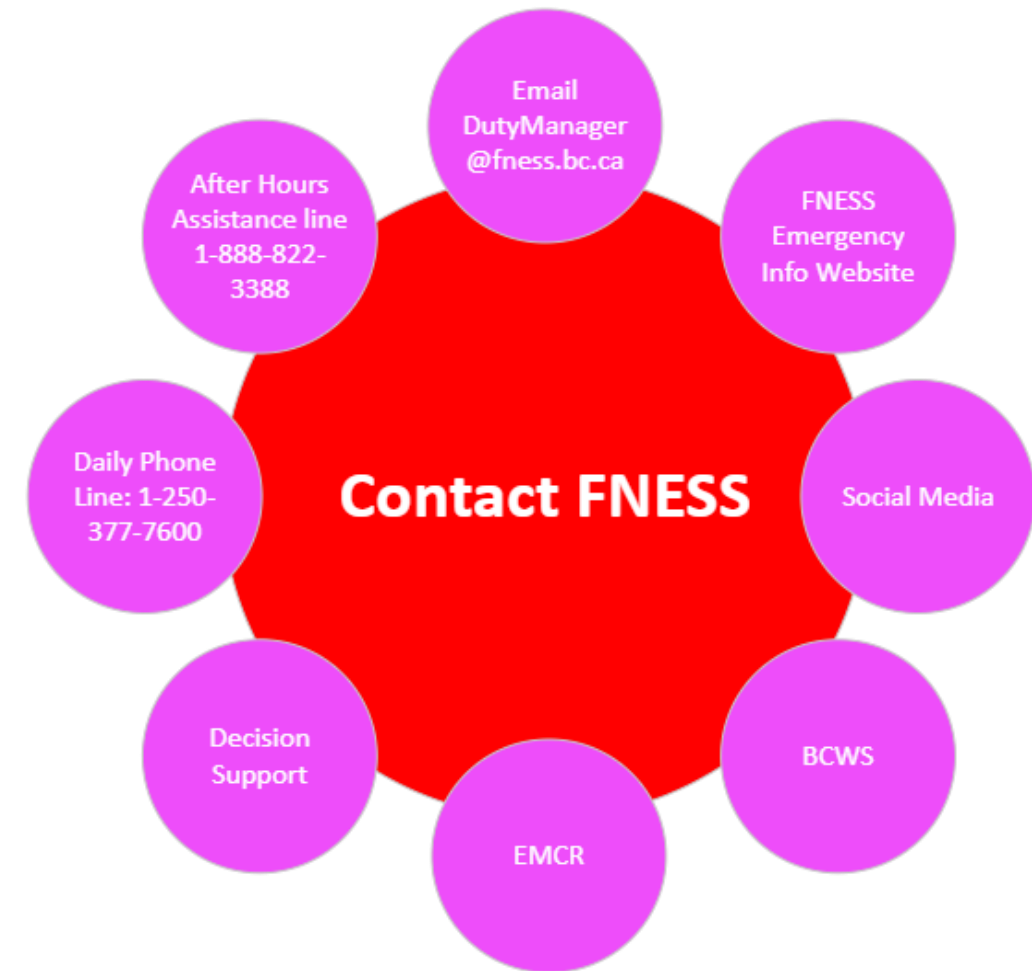 Email
DutyManager
@fness.bc.ca
FNESS
Emergency
Info Website
Social Media
BCWS
EMCR
Decision
Support
Daily Phone
Line: 1-250-
377-7600
After Hours
Assistance line
1-888-822-
3388
Contact FNESS